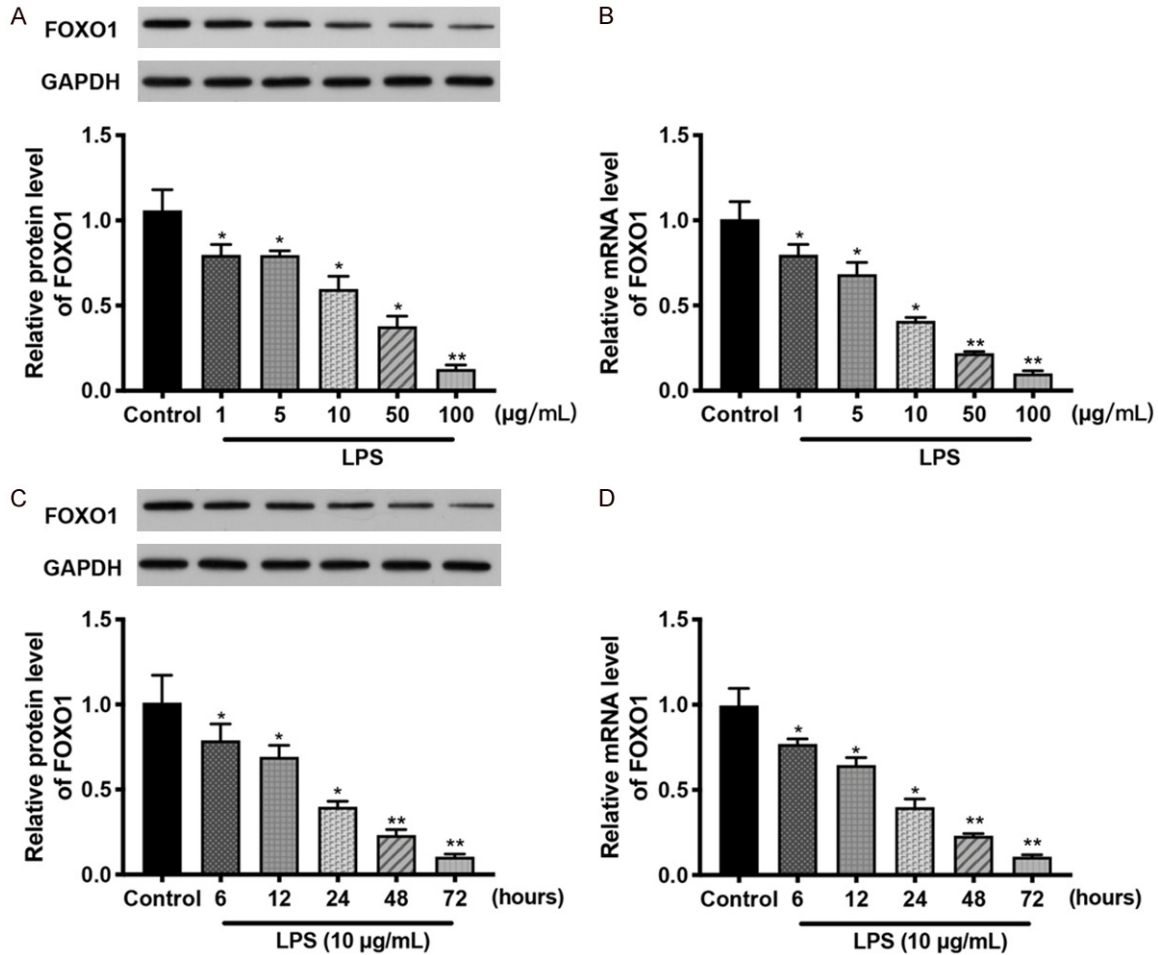 A
FOXO1
GAPDH
Relative protein level
of FOXO1
1.5
1.0
0.5
0.0
* * * * **
Control 1 5 10 50 100 (µg/mL)
LPS
B
Relative mRNA level
of FOXO1
1.5
1.0
0.5
0.0
* * * ** **
Control 1 5 10 50 100 (µg/mL)
LPS
C
FOXO1
GAPDH
Relative protein level
of FOXO1
1.5
1.0
0.5
0.0
* * * ** **
Control 6 12 24 48 72 (hours)
LPS (10 µg/mL)
D
Relative mRNA level
of FOXO1
1.5
1.0
0.5
0.0
* * * ** **
Control 6 12 24 48 72 (hours)
LPS (10 µg/mL)